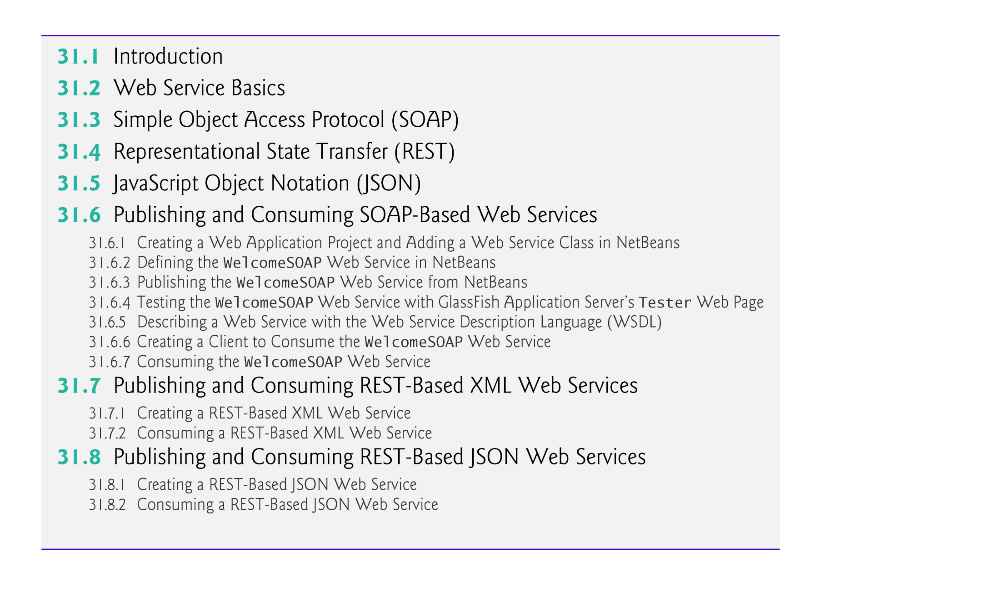 31.1 Introduction
31.2 Web Service Basics
31.3 Simple Object Access Protocol (SOAP)
31.4 Representational State Transfer (REST)
31.5 JavaScript Object Notation (JSON)
31.6 Publishing and Consuming SOAP-Based Web Services
31.6.1 Creating a Web Application Project and Adding a Web Service Class in NetBeans
31.6.2 Defining the WelcomeSOAP Web Service in NetBeans
31.6.3 Publishing the WelcomeSOAP Web Service from NetBeans
31.6.4 Testing the WelcomeSOAP Web Service with GlassFish Application Server’s Tester Web Page
31.6.5 Describing a Web Service with the Web Service Description Language (WSDL)
31.6.6 Creating a Client to Consume the WelcomeSOAP Web Service
31.6.7 Consuming the WelcomeSOAP Web Service
31.7 Publishing and Consuming REST-Based XML Web Services
31.7.1 Creating a REST-Based XML Web Service
31.7.2 Consuming a REST-Based XML Web Service
31.8 Publishing and Consuming REST-Based JSON Web Services
31.8.1 Creating a REST-Based JSON Web Service
31.8.2 Consuming a REST-Based JSON Web Service